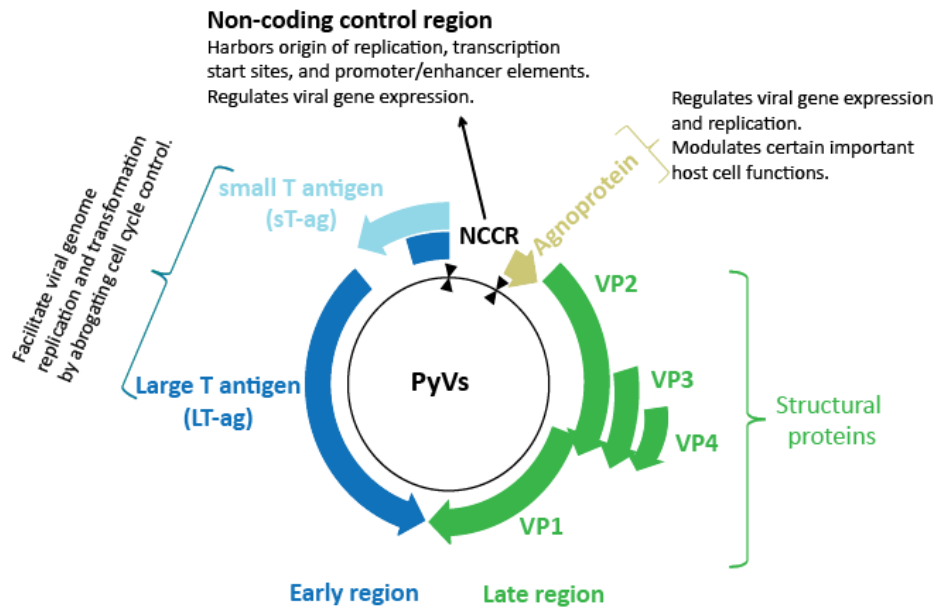 Non-coding control region
Harbors origin of replication, transcription
start sites, and promoter/enhancer elements.
Regulates viral gene expression.
Regulates viral gene expression
and replication.
Modulates certain important
host cell functions.
Agnoprotein
Facilitate viral genome
replication and transformation
by abrogating cell cycle control.
small T antigen
(sT-ag)
NCCR
VP2
Large T antigen
(LT-ag)
PyVs
VP3
VP4
Structural
proteins
VP1
Early region
Late region